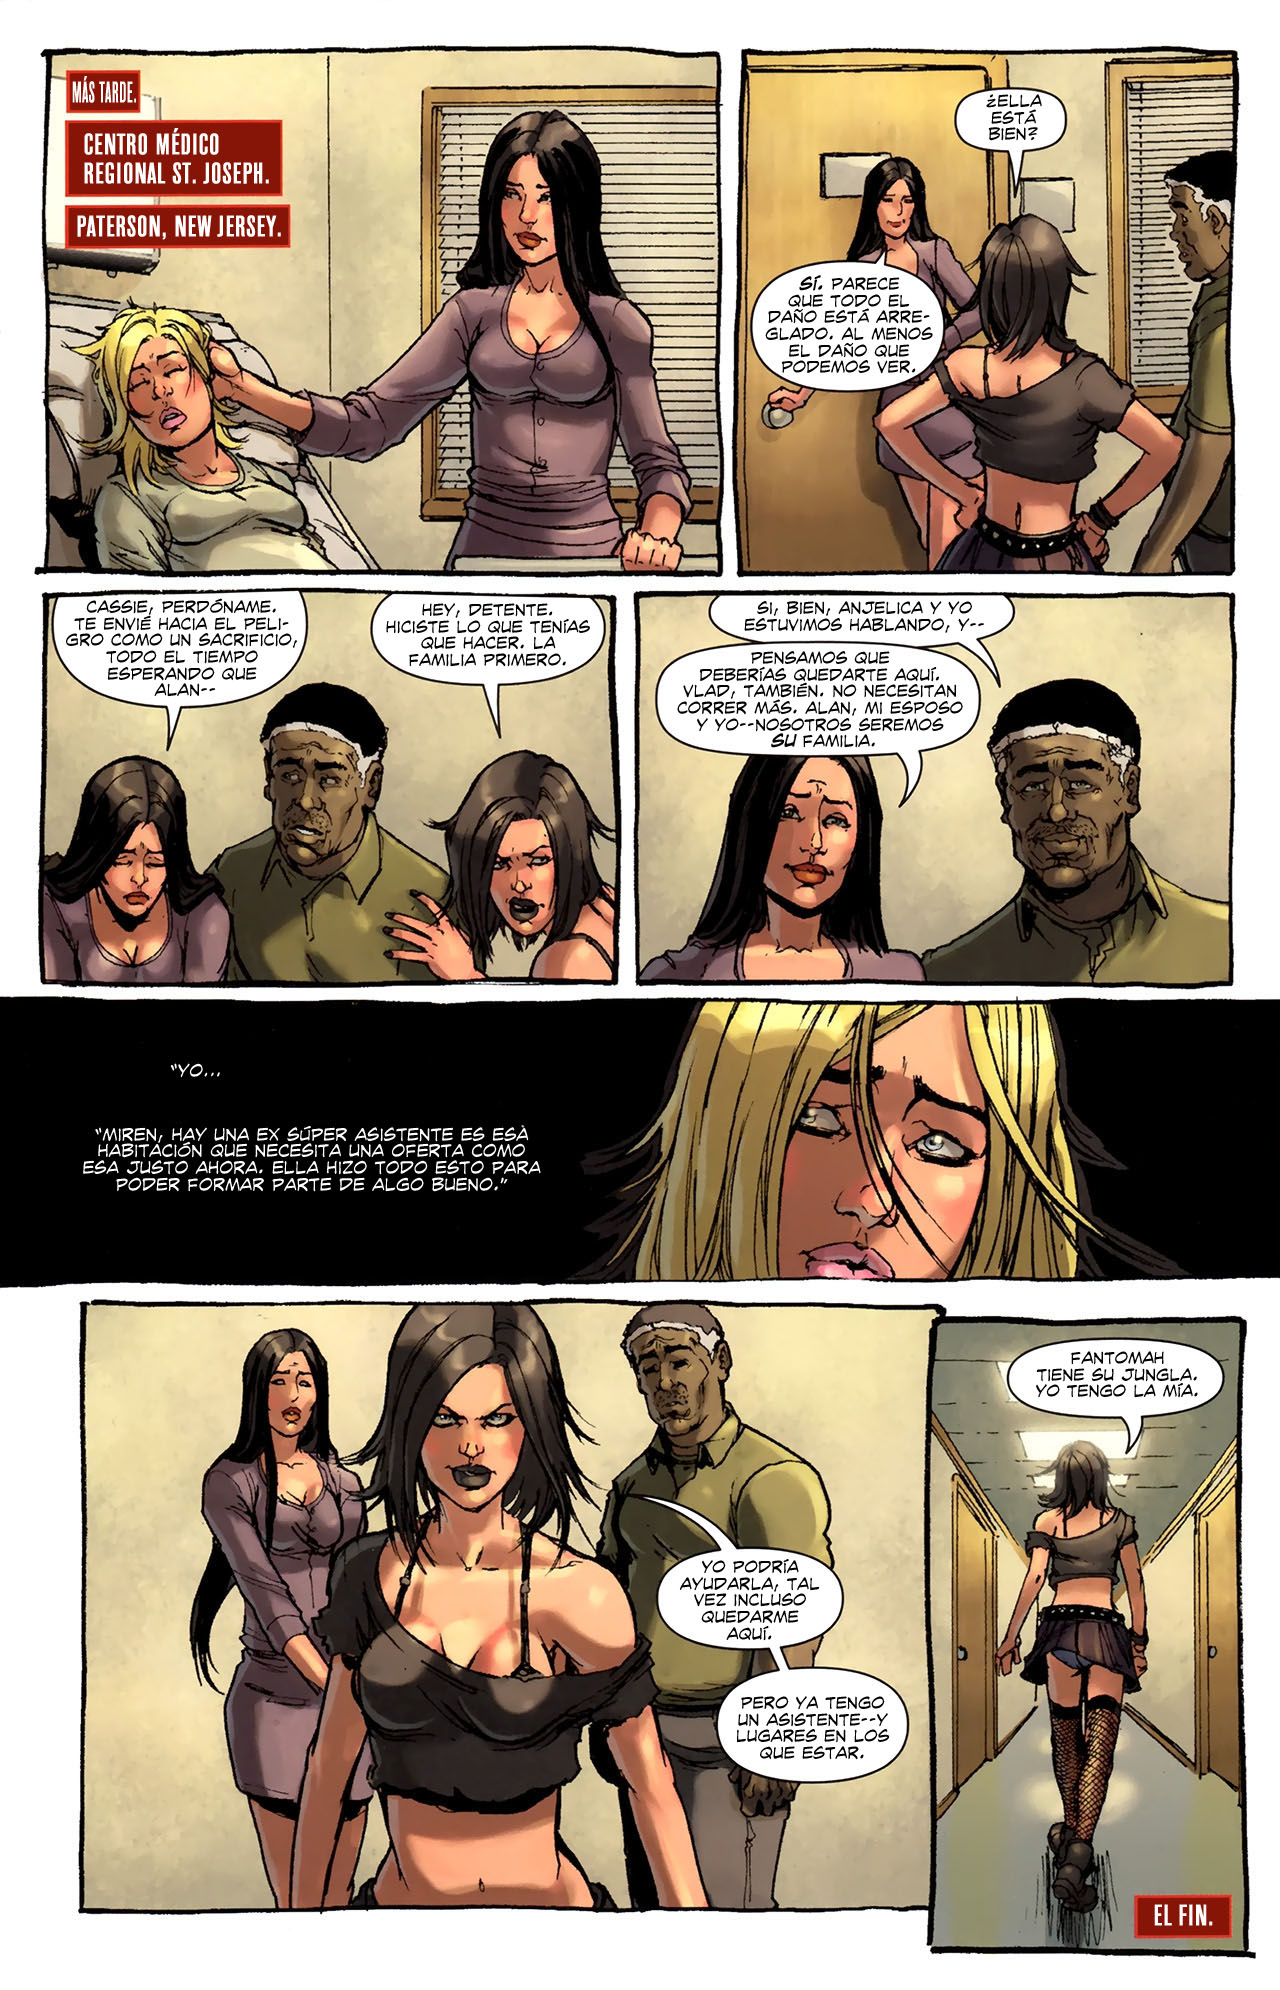 MÁS TARDE.
CENTRO MÉDICO
REGIONAL ST. JOSEPH.
PATERSON, NEW JERSEY.
¿ELLA
ESTÁ
BIEN?
SÍ. PARECE
QUE TODO EL
DAÑO ESTÁ ARRE-
GLADO. AL MENOS
EL DAÑO QUE
PODEMOS VER.
CASSIE, PERDÓNAME.
TE ENVIÉ HACIA EL PELI-
GRO COMO UN SACRIFICIO,
TODO EL TIEMPO
ESPERANDO QUE
ALAN--
HEY, DETENTE.
HICISTE LO QUE TENÍAS
QUE HACER. LA
FAMILIA PRIMERO.
SI, BIEN, ANJELICA Y YO
ESTUVIMOS HABLANDO, Y--
PENSAMOS QUE
DEBERÍAS QUEDARTE AQUÍ.
VLAD, TAMBIÉN. NO NECESITAN
CORRER MÁS. ALAN, MI ESPOSO
Y YO--NOSOTROS SEREMOS
SU FAMILIA.
"YO...
"MIREN, HAY UNA EX SÚPER ASISTENTE ES ESÀ
HABITACIÓN QUE NECESITA UNA OFERTA COMO
ESA JUSTO AHORA. ELLA HIZO TODO ESTO PARA
PODER FORMAR PARTE DE ALGO BUENO."
YO PODRÍA
AYUDARLA, TAL
VEZ INCLUSO
QUEDARME
AQUÍ.
PERO YA TENGO
UN ASISTENTE--Y
LUGARES EN LOS
QUE ESTAR.
FANTOMAH
TIENE SU JUNGLA.
YO TENGO LA MÍA.
EL FIN.